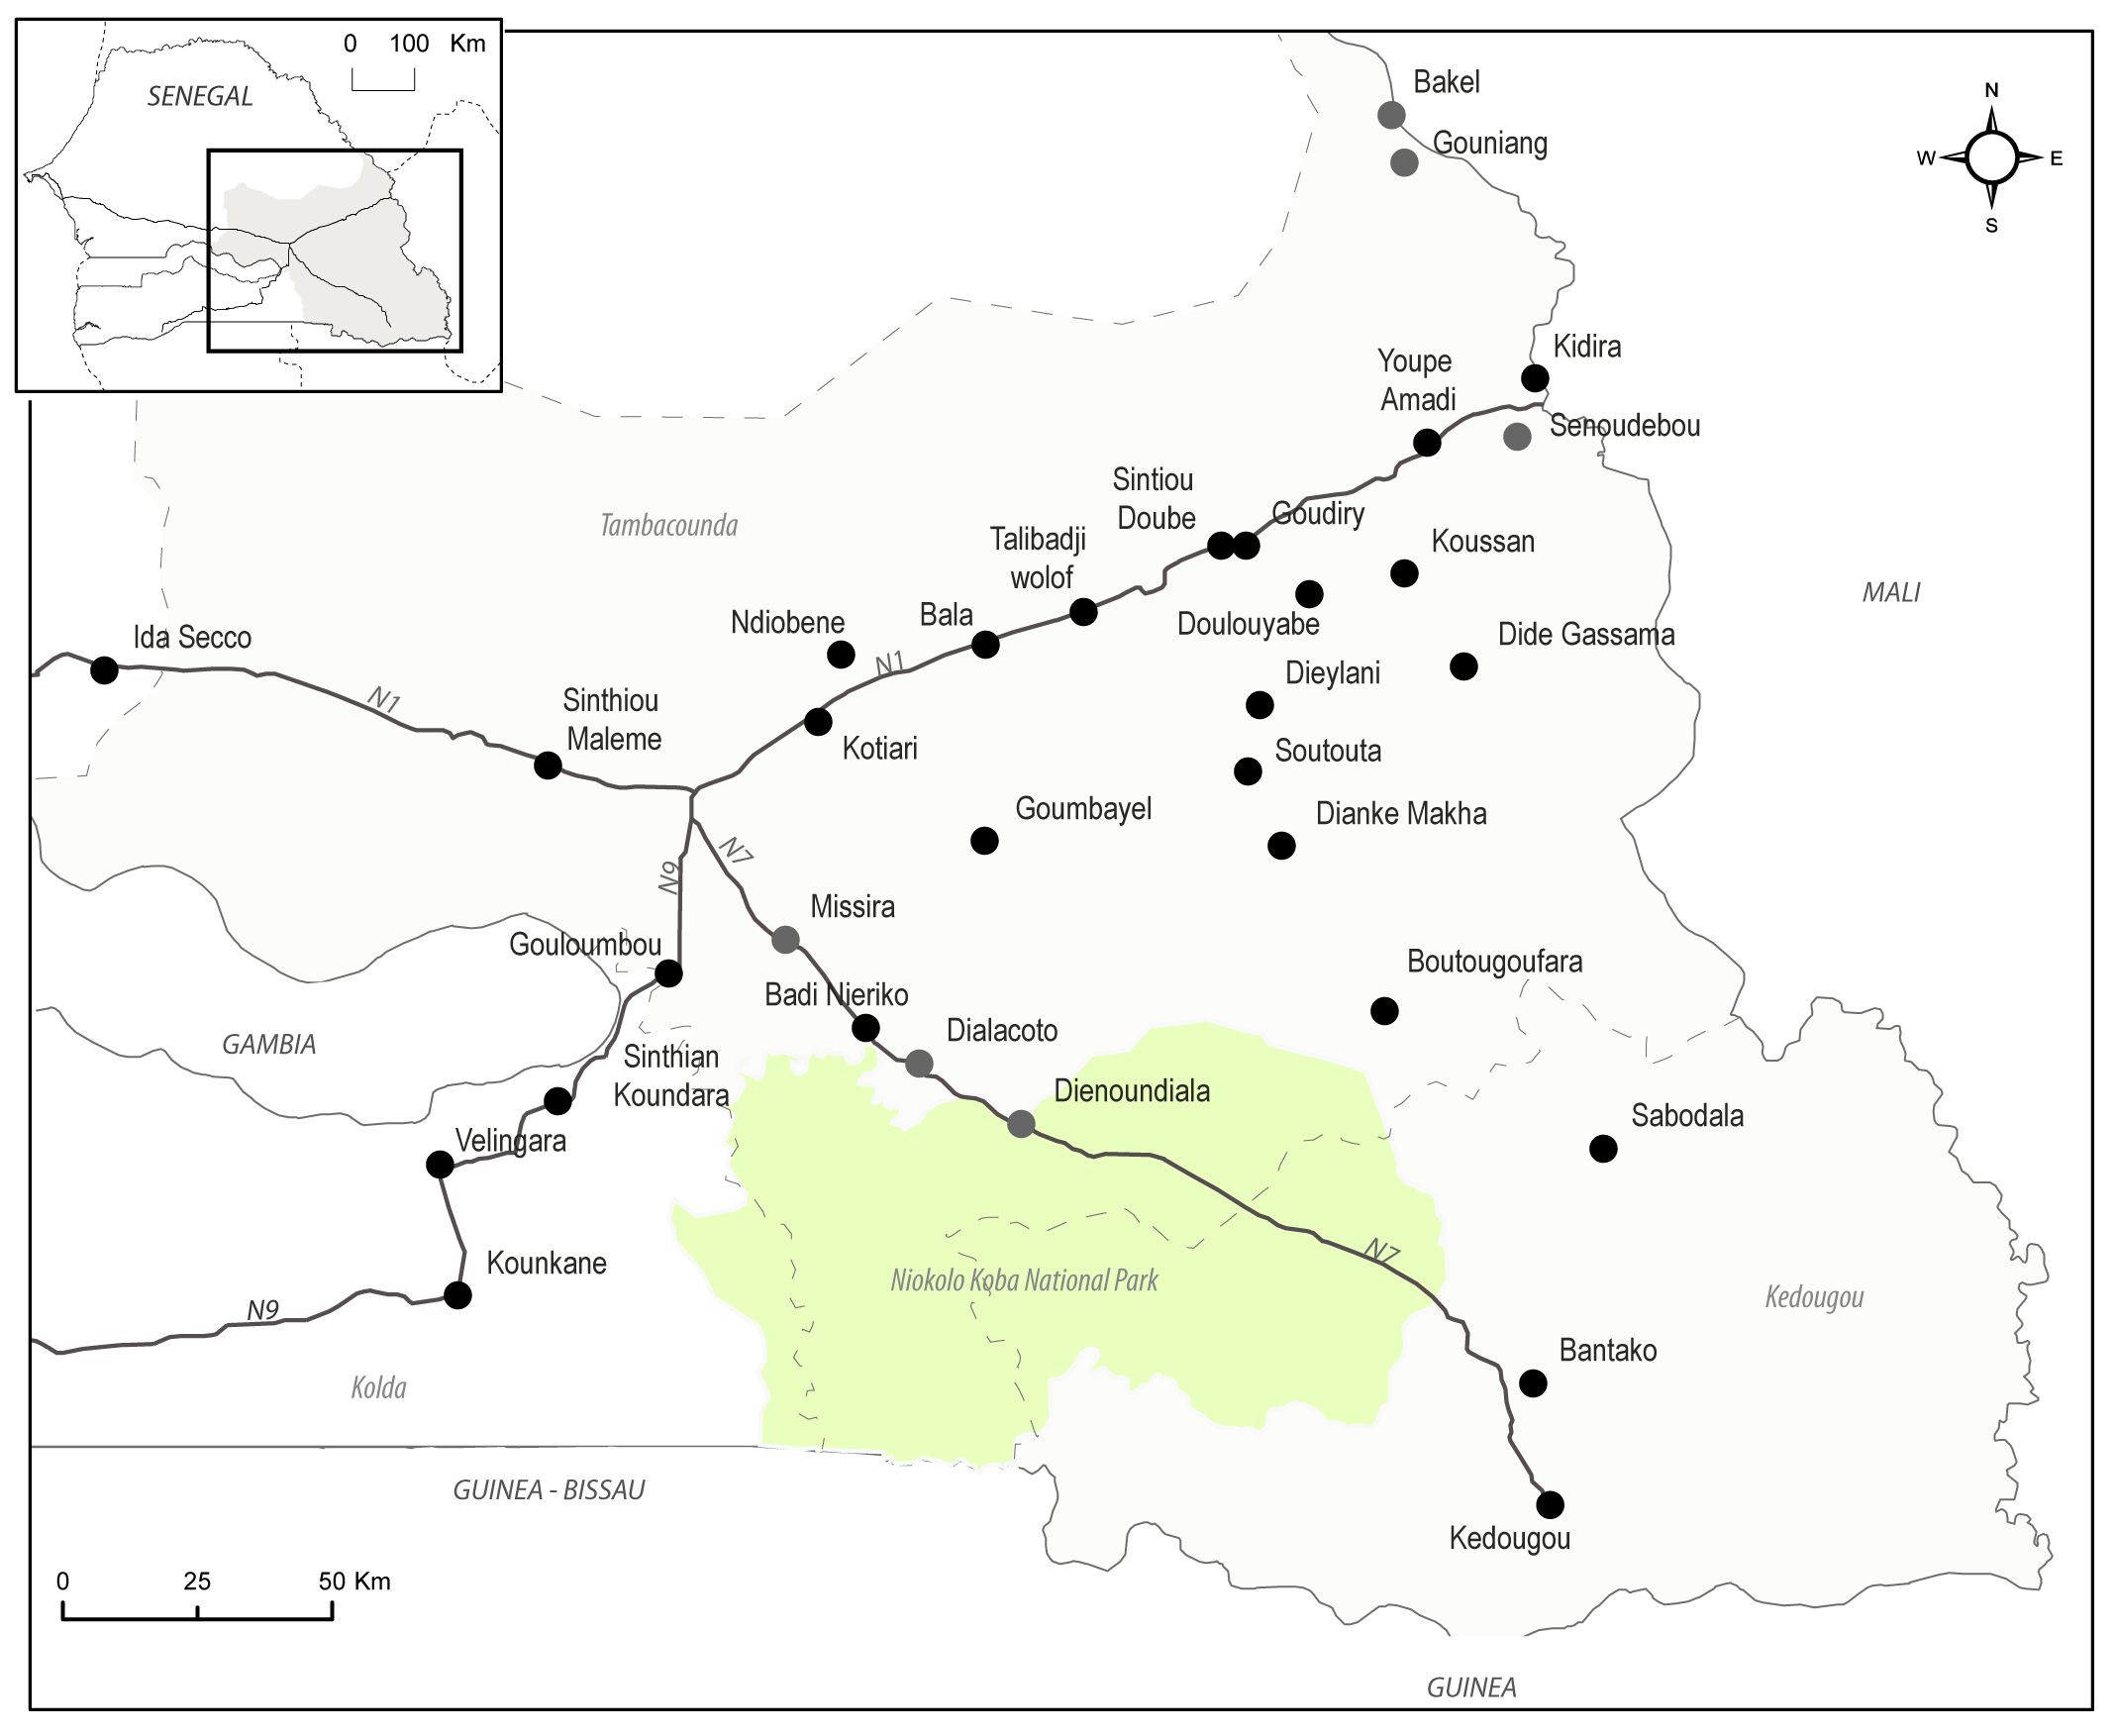 0 100 Km
SENEGAL
N
W E
S
Bakel
Gouniang
Kidira
Youpe
Amadi
Senoudebou
Sintiou
Doube
Goudiry
Tambacounda
Talibadji
wolof
Koussan
MALI
Ndiobene
Bala
Doulouyabe
Ida Secco
Dide Gassama
N1
Dieylani
N1
Sinthiou
Maleme
Kotiari
Soutouta
Goumbayel
Dianke Makha
N7
N9
Missira
Gouloumbou
Boutougoufara
Badi Nieriko
Dialacoto
GAMBIA
Sinthian
Koundara
Dienoundiala
Sabodala
Velingara
N7
Kounkane
Niokolo Koba National Park
Kedougou
N9
Bantako
Kolda
GUINEA - BISSAU
Kedougou
0 25 50 Km
GUINEA